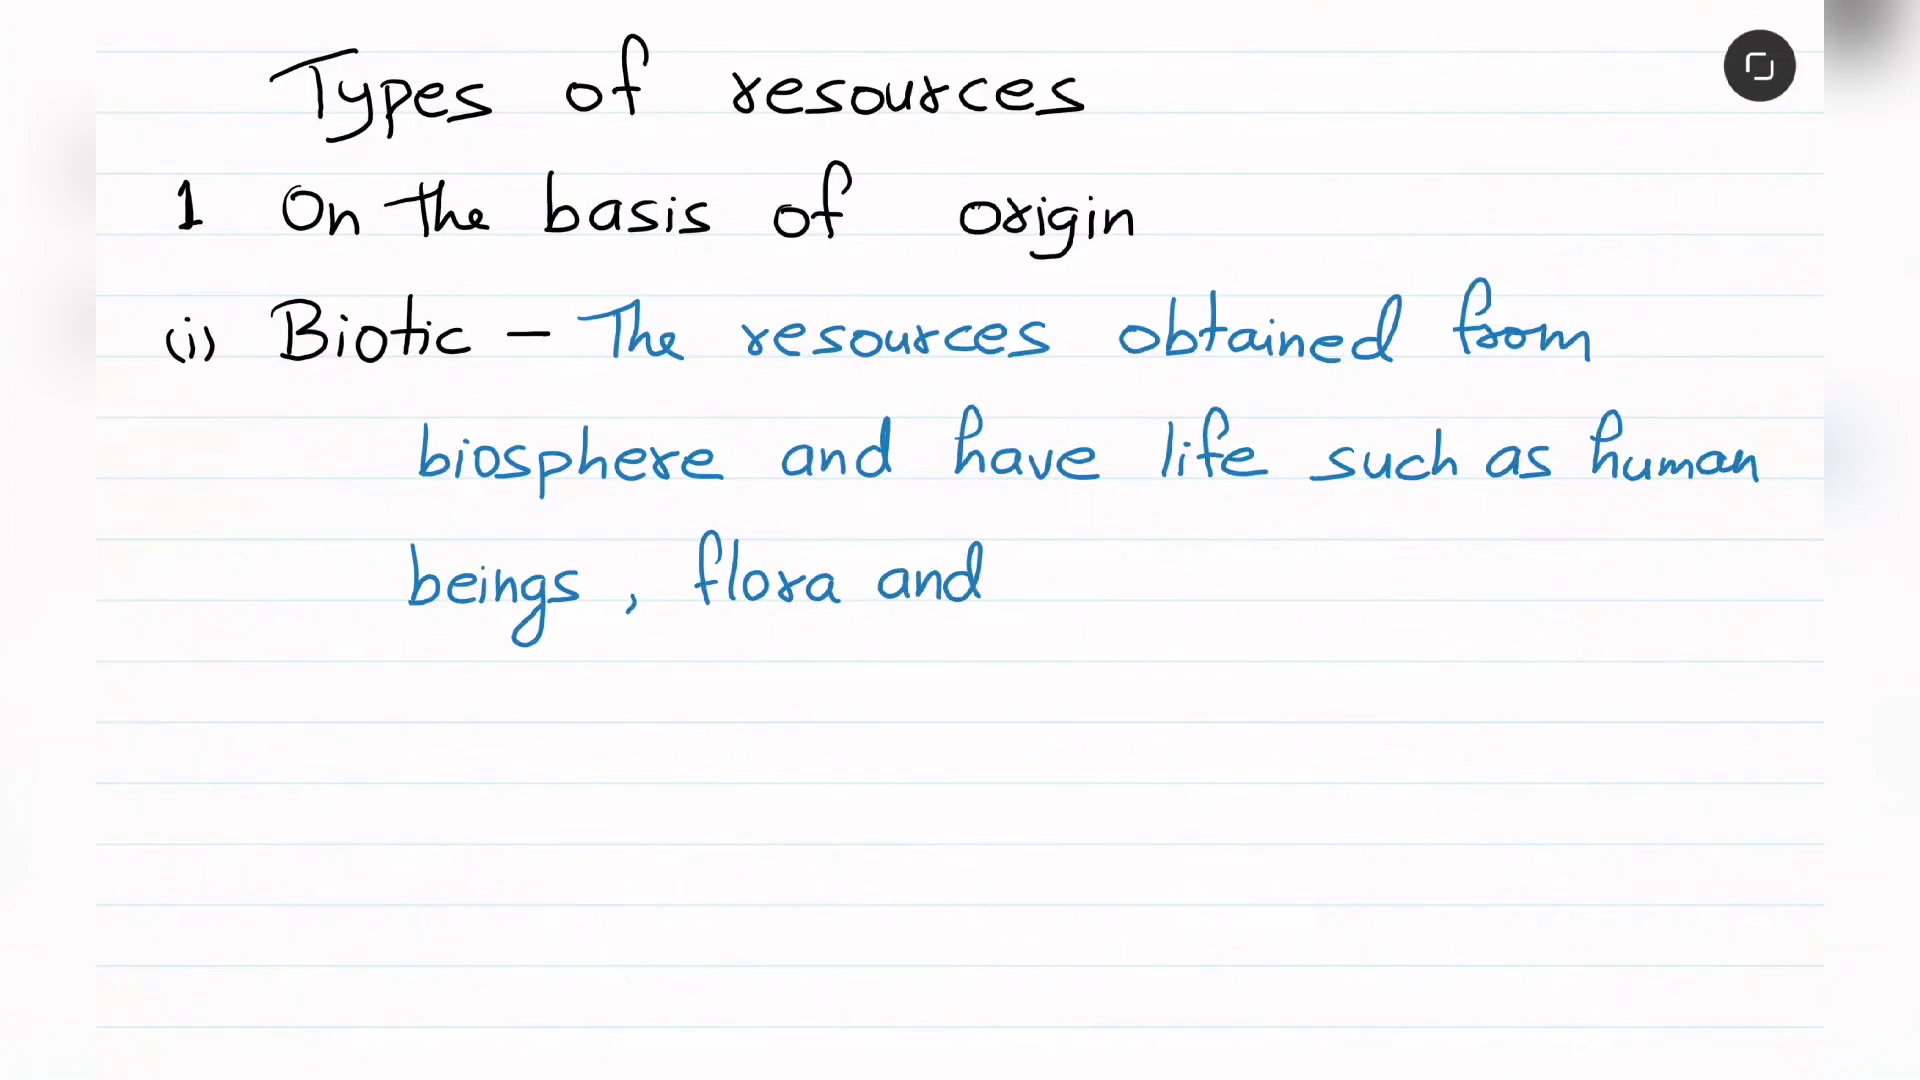 Types of resources
1 On the basis of origin
(i) Biotic – The resources obtained from
biosphere and have life such as human
beings, flora and